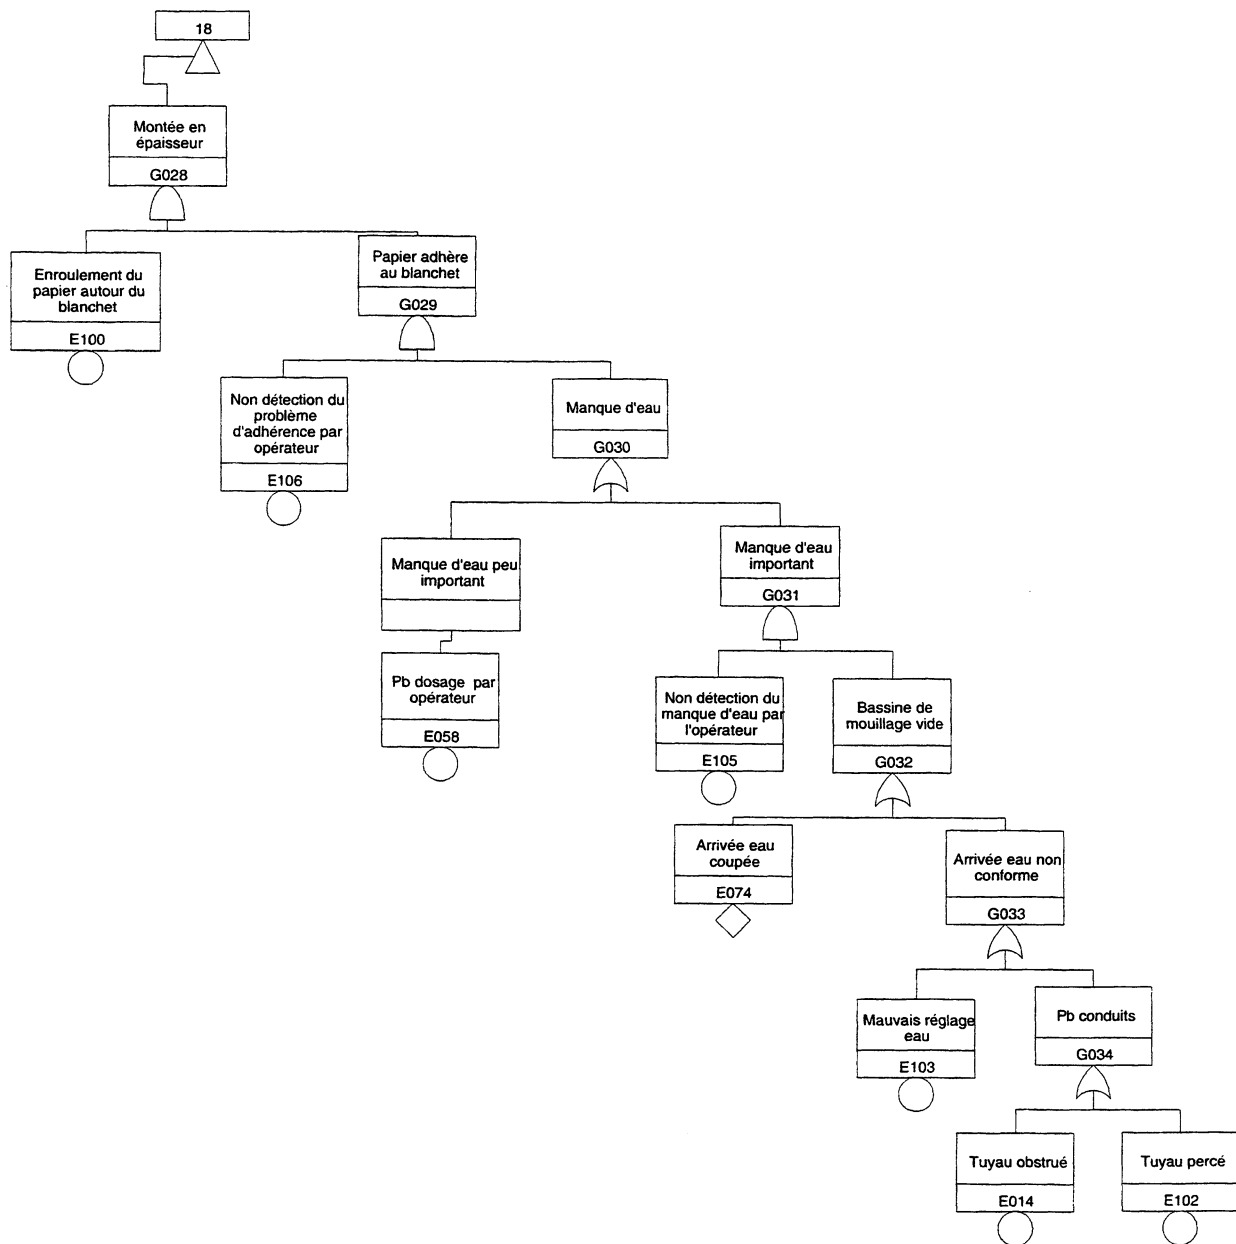 18
Montée en
épaisseur
G028
Enroulement du
papier autour du
blanchet
E100
Papier adhère
au blanchet
G029
Non détection du
problème
d'adhérence par
opérateur
E106
Manque d'eau
G030
Manque d'eau peu
important
Manque d'eau
important
G031
Pb dosage par
opérateur
E058
Non détection du
manque d'eau par
l'opérateur
E105
Bassine de
mouillage vide
G032
Arrivée eau
coupée
E074
Arrivée eau non
conforme
G033
Mauvais réglage
eau
E103
Pb conduits
G034
Tuyau obstrué
E014
Tuyau percé
E102